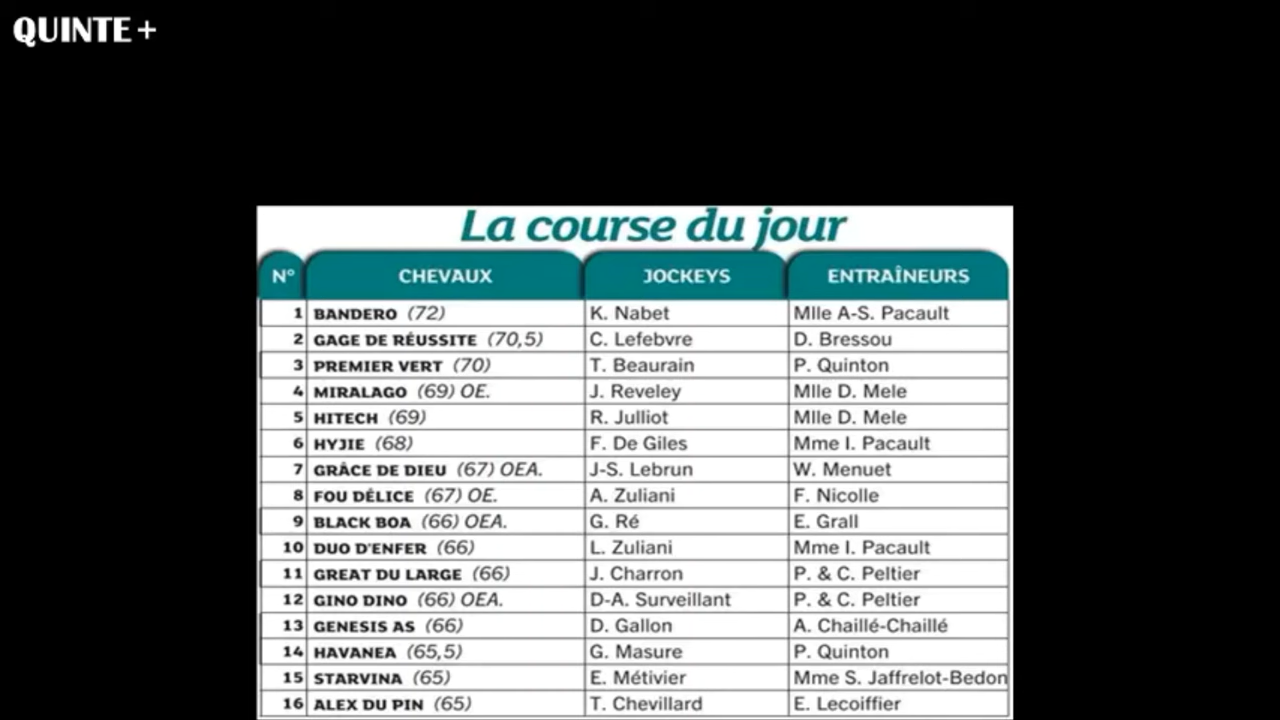 QUINTE+
La course du jour
N° CHEVAUX JOCKEYS ENTRAÎNEURS
1 BANDERO (72) K. Nabet Mlle A-S. Pacault
2 GAGE DE RÉUSSITE (70,5) C. Lefebvre D. Bressou
3 PREMIER VERT (70) T. Beaurain P. Quinton
4 MIRALAGO (69) OE. J. Reveley Mlle D. Mele
5 HITECH (69) R. Julliot Mlle D. Mele
6 HYJIE (68) F. De Giles Mme I. Pacault
7 GRÂCE DE DIEU (67) OEA. J-S. Lebrun W. Menuet
8 FOU DÉLICE (67) OE. A. Zuliani F. Nicolle
9 BLACK BOA (66) OEA. G. Ré E. Grall
10 DUO D'ENFER (66) L. Zuliani Mme I. Pacault
11 GREAT DU LARGE (66) J. Charron P. & C. Peltier
12 GINO DINO (66) OEA. D-A. Surveillant P. & C. Peltier
13 GENESIS AS (66) D. Gallon A. Chaillé-Chaillé
14 HAVANEA (65,5) G. Masure P. Quinton
15 STARVINA (65) E. Métivier Mme S. Jaffrelot-Bedon
16 ALEX DU PIN (65) T. Chevillard E. Lecoiffier